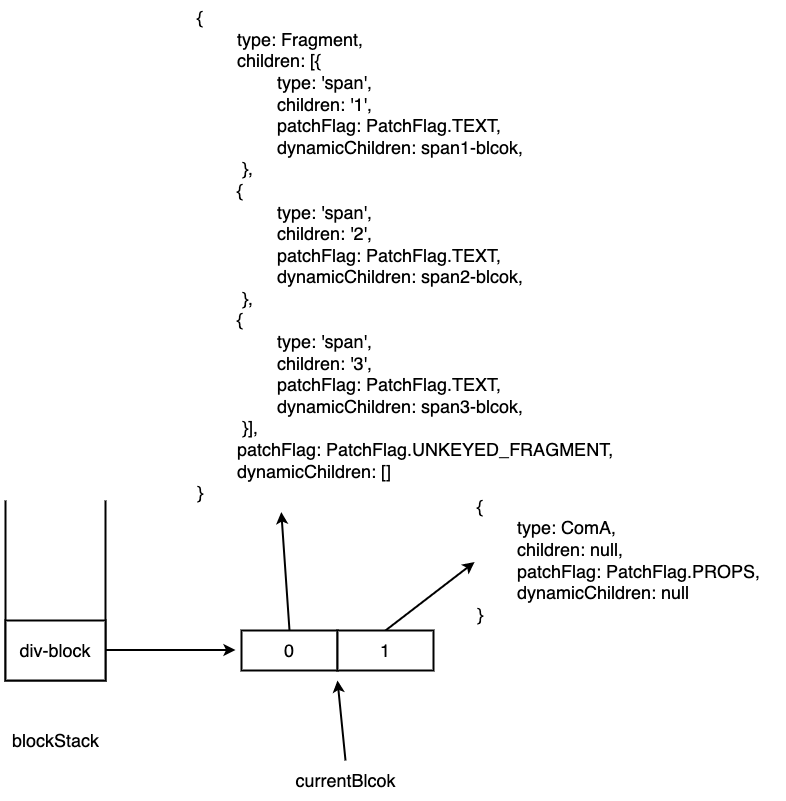 {
type: Fragment,
children: [{
type: 'span',
children: '1',
patchFlag: PatchFlag.TEXT,
dynamicChildren: span1-blcok,
},
{
type: 'span',
children: '2',
patchFlag: PatchFlag.TEXT,
dynamicChildren: span2-blcok,
},
{
type: 'span',
children: '3',
patchFlag: PatchFlag.TEXT,
dynamicChildren: span3-blcok,
}],
patchFlag: PatchFlag.UNKEYED_FRAGMENT,
dynamicChildren: []
}
{
type: ComA,
children: null,
patchFlag: PatchFlag.PROPS,
dynamicChildren: null
}
div-block
0
1
blockStack
currentBlcok